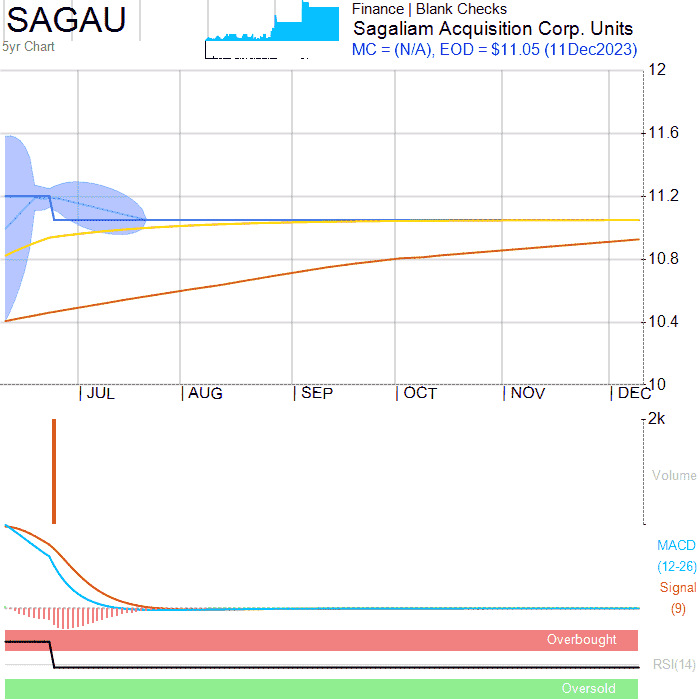 SAGAU
5yr Chart
Finance | Blank Checks
Sagaliam Acquisition Corp. Units
MC = (N/A), EOD = $11.05 (11Dec2023)
12
11.6
11.2
10.8
10.4
10
| JUL
| AUG
| SEP
| OCT
| NOV
| DEC
2k
Volume
MACD
(12-26)
Signal
(9)
Overbought
RSI(14)
Oversold